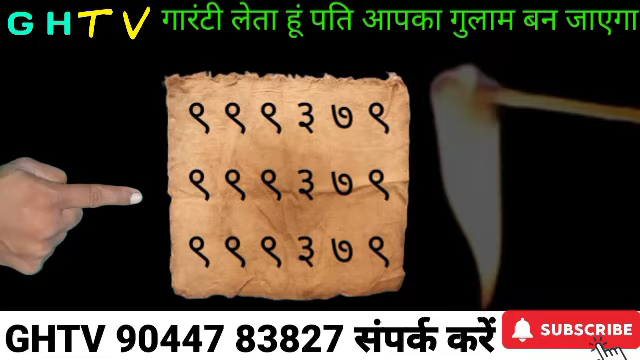 GHTV गारंटी लेता हूं पति आपका गुलाम बन जाएगा
९ ९ ९ ३ ७ ९
९ ९ ९ ३ ७ ९
९ ९ ९ ३ ७ ९
GHTV 90447 83827 संपर्क करें SUBSCRIBE